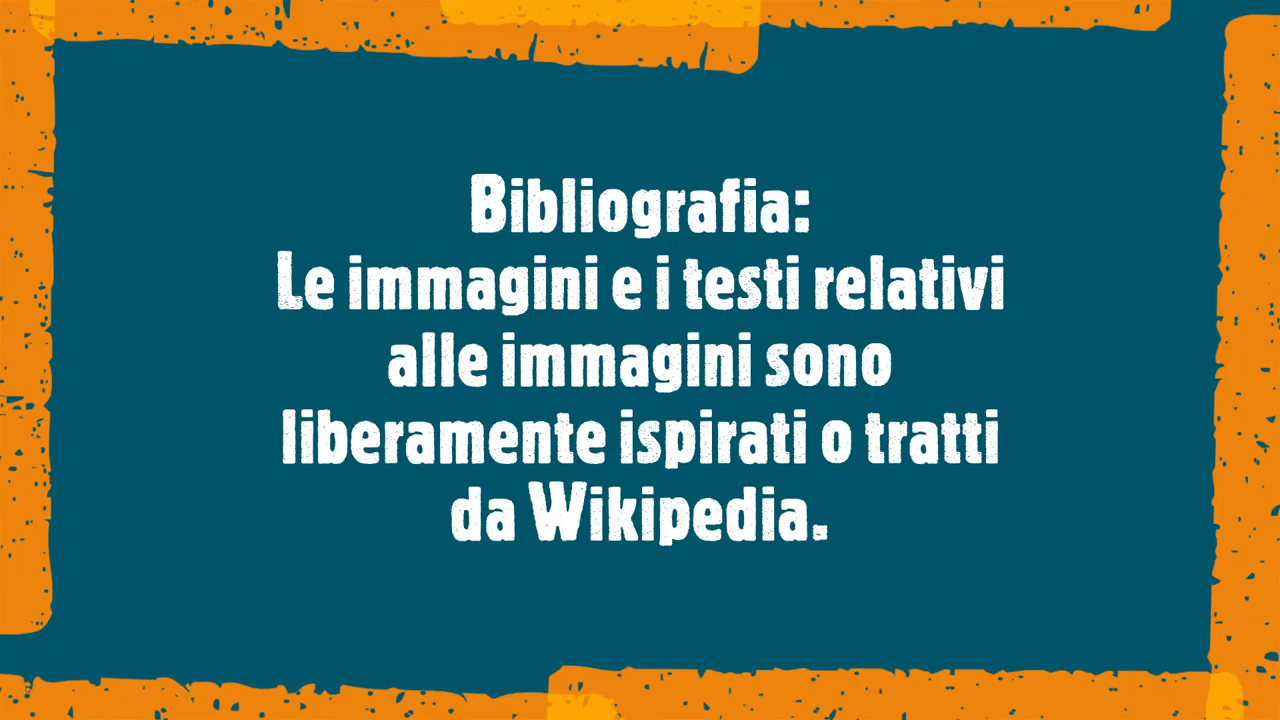 Bibliografia:
Le immagini e i testi relativi
alle immagini sono
liberamente ispirati o tratti
da Wikipedia.